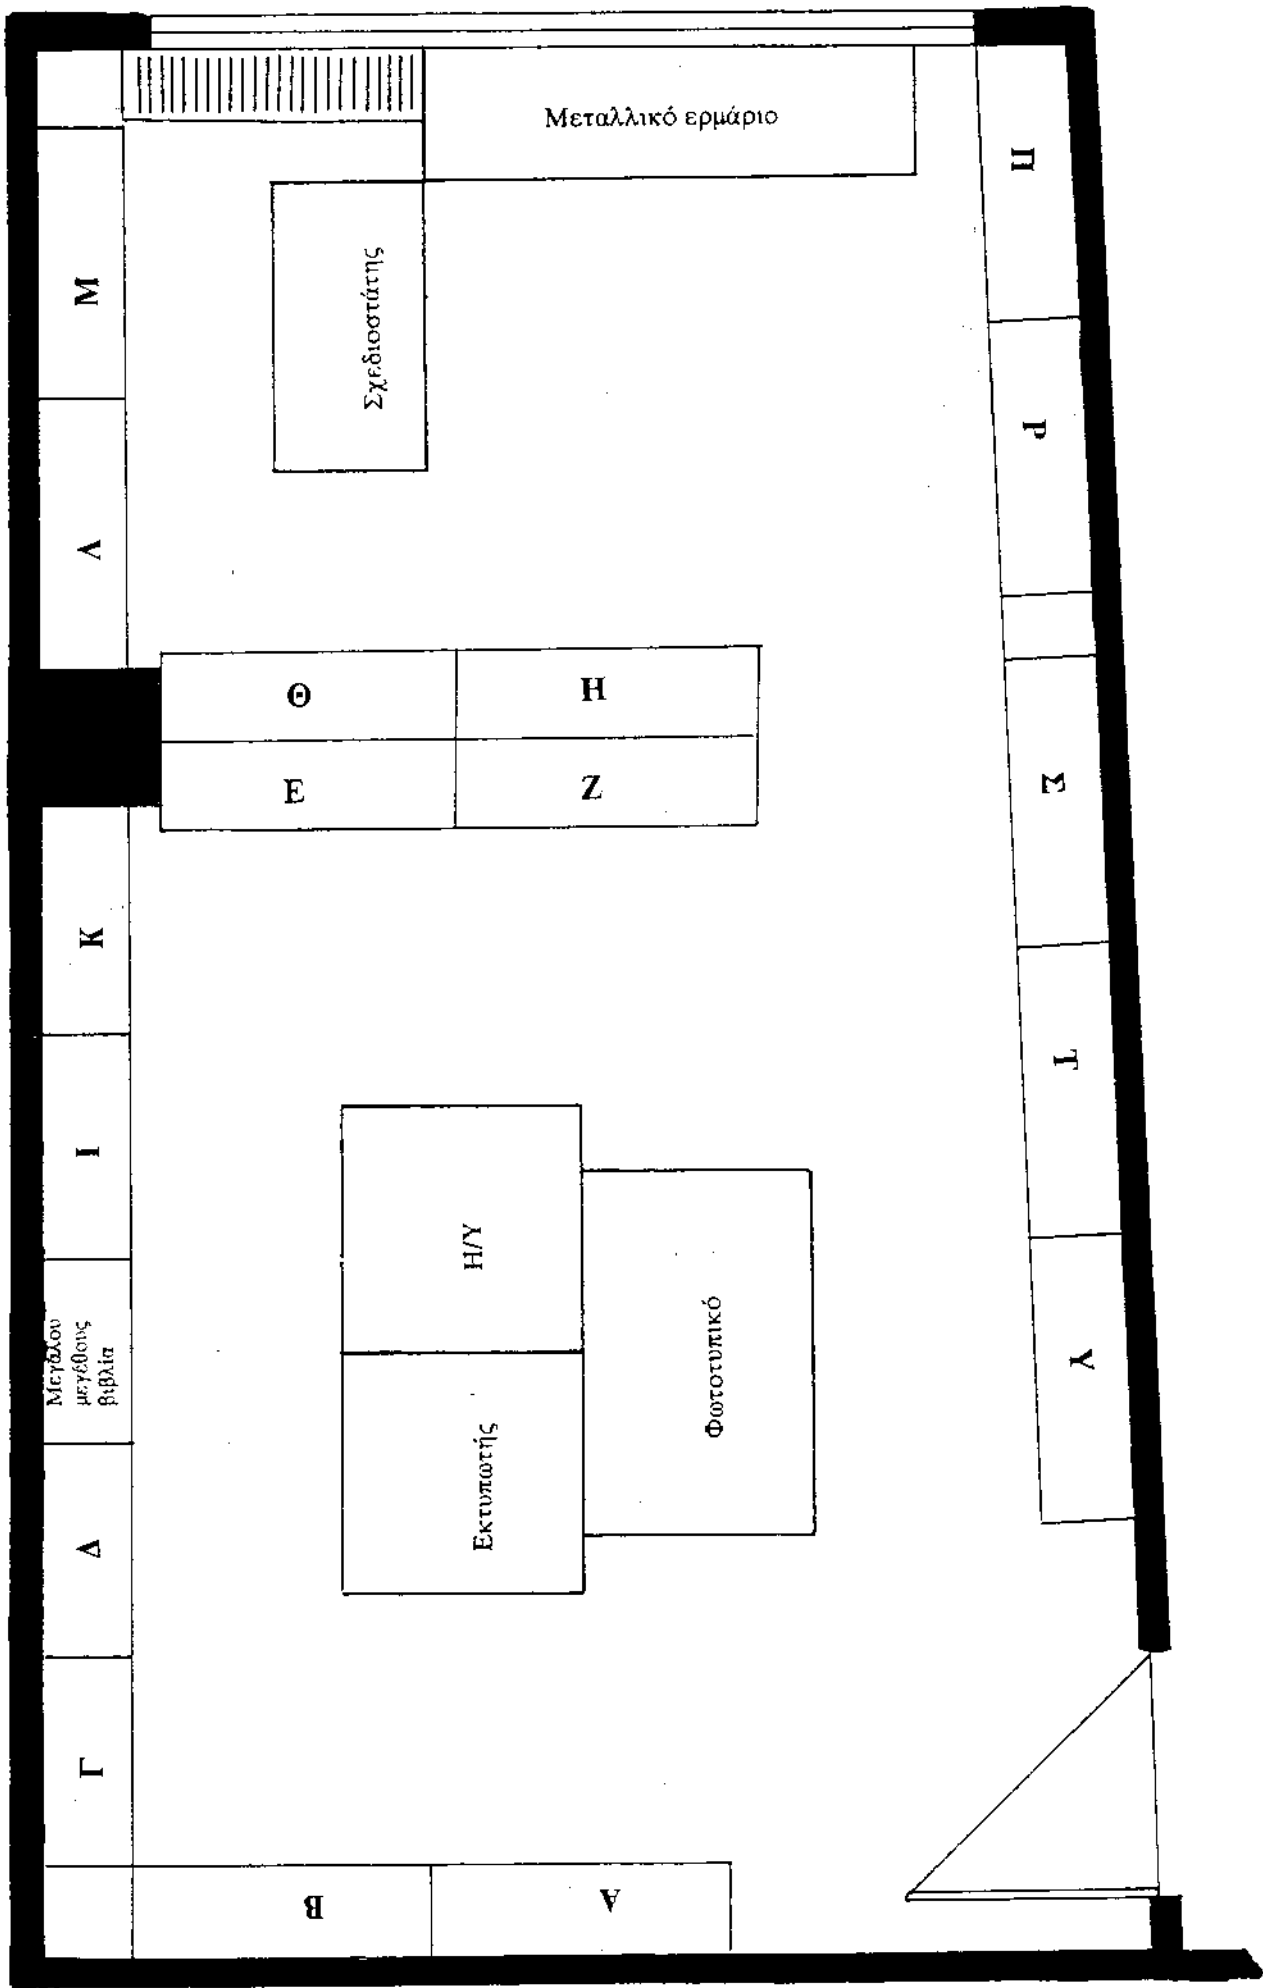 Μεταλλικό ερμάριο
Π
Μ
Σχεδιοστάτης
Ρ
Λ
Θ
Η
Ε
Ζ
Σ
Κ
Τ
Ι
Η/Υ
Μεγάλου
μεγέθους
βιβλία
Φωτοτυπικό
Υ
Εκτυπωτής
Δ
Γ
Β
Α